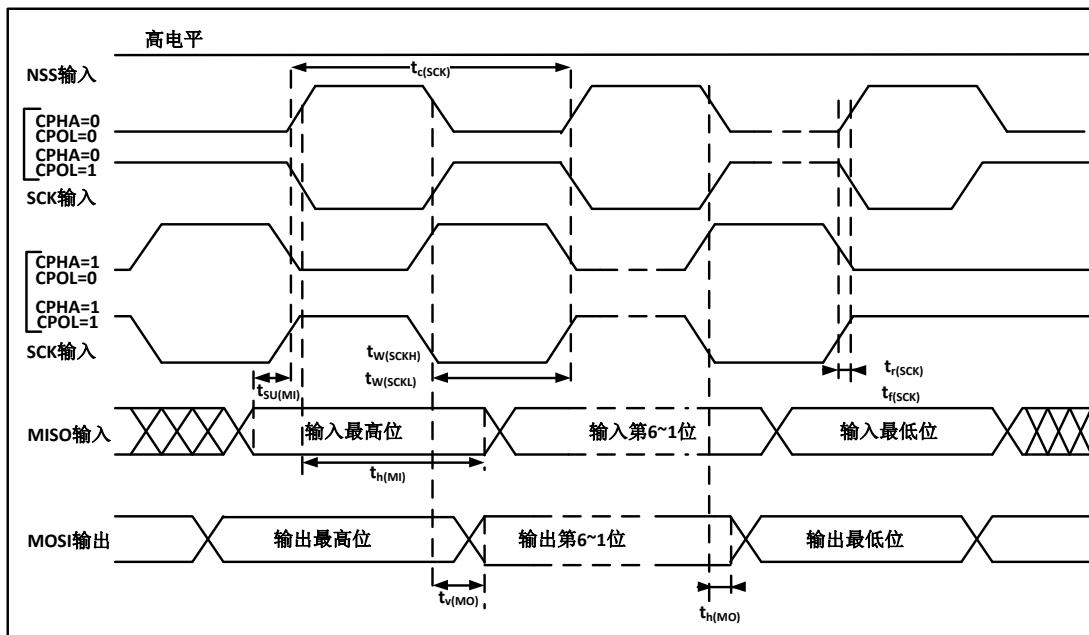 高电平
NSS输入
tc(SCK)
CPHA=0
CPOL=0
CPHA=0
CPOL=1
SCK输入
CPHA=1
CPOL=0
CPHA=1
CPOL=1
SCK输入
tW(SCKH)
tW(SCKL)
tr(SCK)
tf(SCK)
tSU(MI)
MISO输入
输入最高位
输入第6~1位
输入最低位
th(MI)
MOSI输出
输出最高位
输出第6~1位
输出最低位
tv(MO)
th(MO)